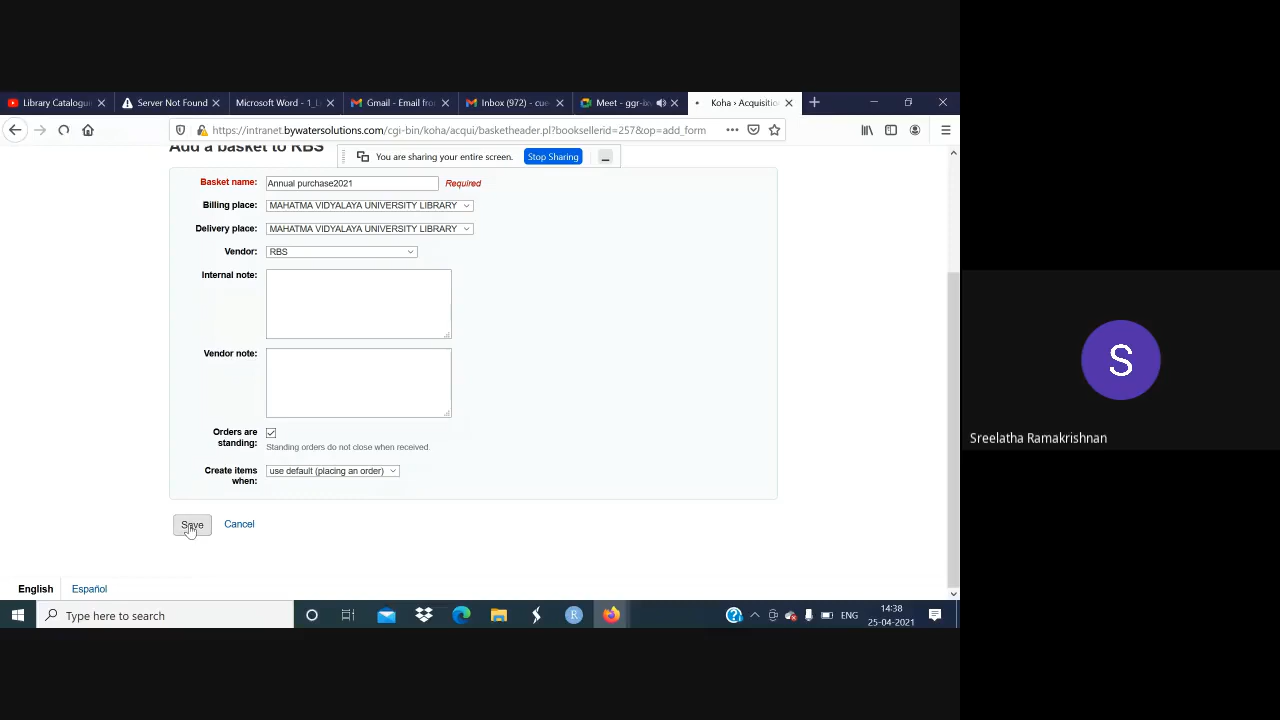 Library Catalogu
Server Not Found
Microsoft Word - 1_L
Gmail - Email fro
Inbox (972) - cue
Meet - ggr-ix
Koha › Acquisitio
https://intranet.bywatersolutions.com/cgi-bin/koha/acqui/basketheader.pl?booksellerid=257&op=add_form
You are sharing your entire screen.
Stop Sharing
Add a basket to RBS
Basket name: Annual purchase2021 Required
Billing place: MAHATMA VIDYALAYA UNIVERSITY LIBRARY
Delivery place: MAHATMA VIDYALAYA UNIVERSITY LIBRARY
Vendor: RBS
Internal note:
Vendor note:
Orders are
standing:
Standing orders do not close when received.
Create items
when:
use default (placing an order)
Save Cancel
English Español
Type here to search
R
ENG
14:38
25-04-2021
S
Sreelatha Ramakrishnan